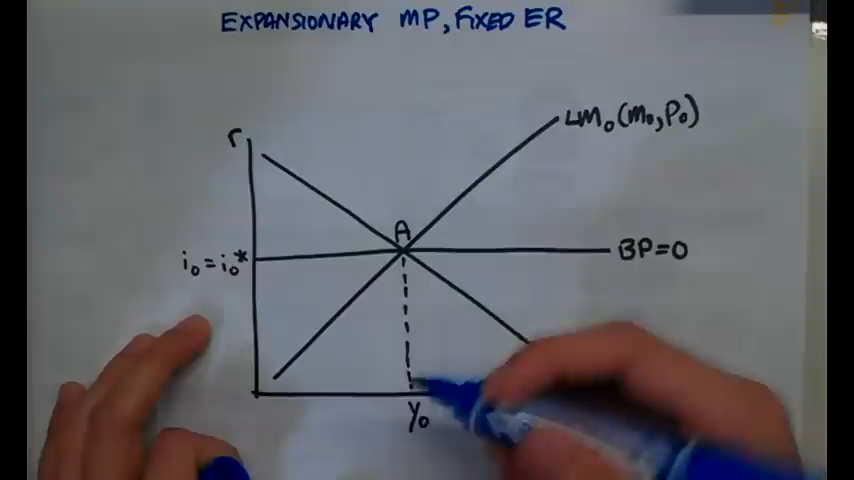 EXPANSIONARY MP, FIXED ER
r
LM₀(M₀,P₀)
A
i₀=i₀*
BP=0
Y₀